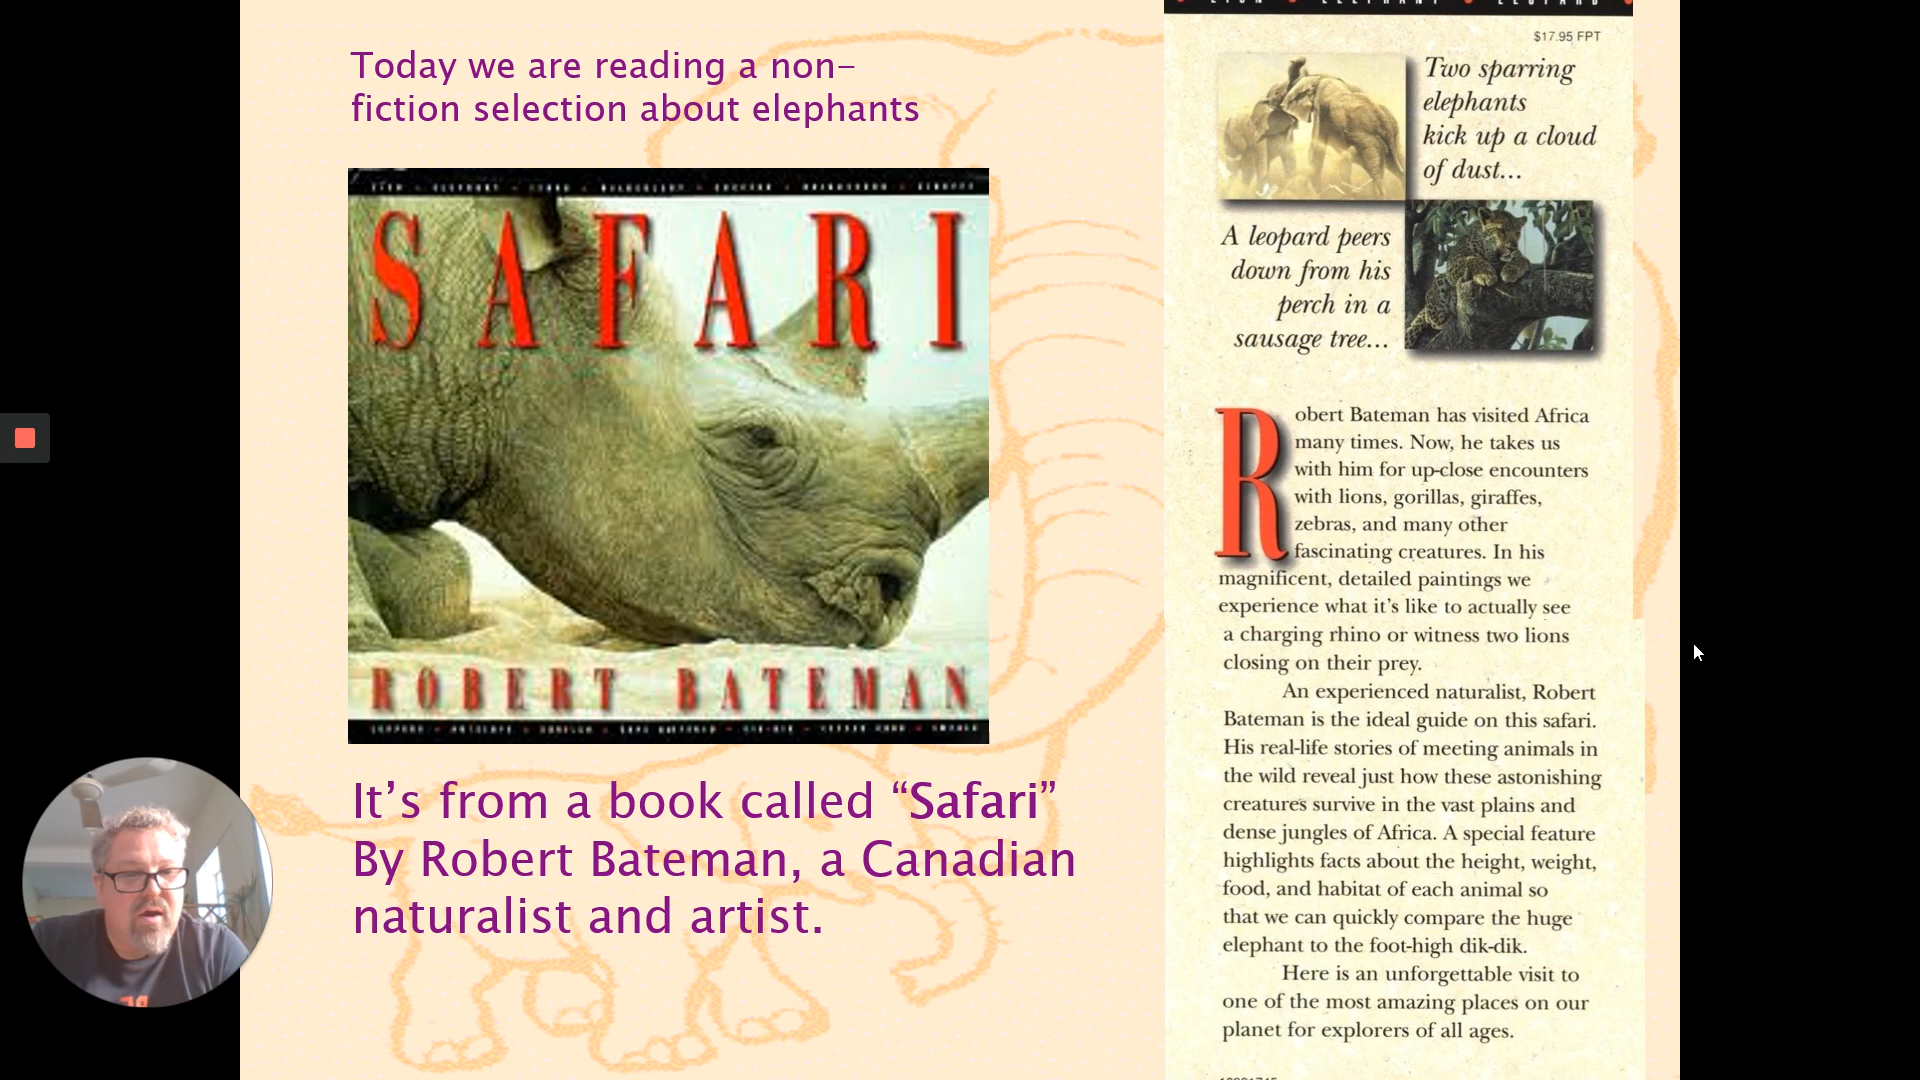 Today we are reading a non-
fiction selection about elephants
SAFARI
ROBERT BATEMAN
It’s from a book called “Safari”
By Robert Bateman, a Canadian
naturalist and artist.
LION • ELEPHANT • LEOPARD •
$17.95 FPT
Two sparring
elephants
kick up a cloud
of dust...
A leopard peers
down from his
perch in a
sausage tree...
Robert Bateman has visited Africa
many times. Now, he takes us
with him for up-close encounters
with lions, gorillas, giraffes,
zebras, and many other
fascinating creatures. In his
magnificent, detailed paintings we
experience what it’s like to actually see
a charging rhino or witness two lions
closing on their prey.
An experienced naturalist, Robert
Bateman is the ideal guide on this safari.
His real-life stories of meeting animals in
the wild reveal just how these astonishing
creatures survive in the vast plains and
dense jungles of Africa. A special feature
highlights facts about the height, weight,
food, and habitat of each animal so
that we can quickly compare the huge
elephant to the foot-high dik-dik.
Here is an unforgettable visit to
one of the most amazing places on our
planet for explorers of all ages.